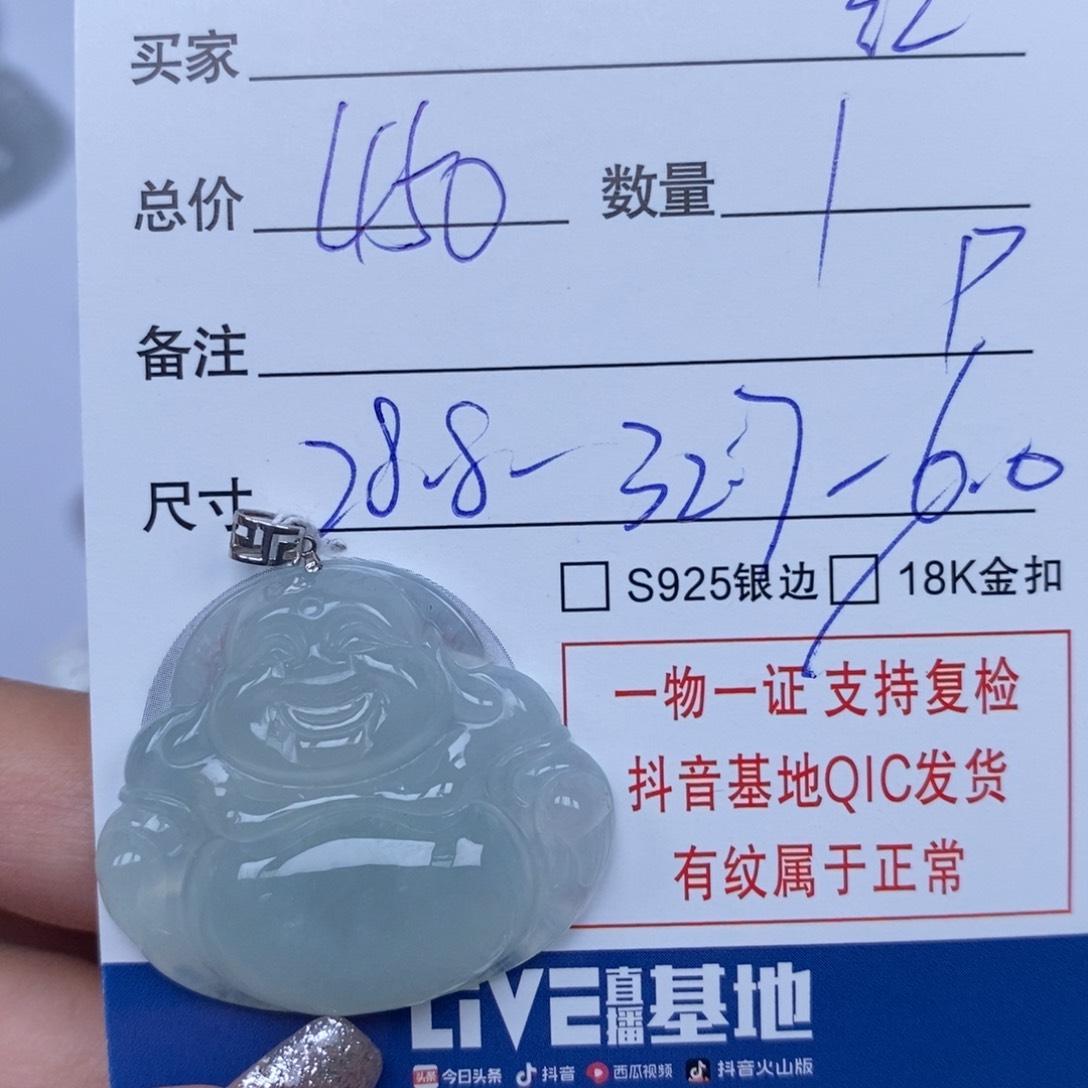 买家
总价 450 数量 1
P
备注
尺寸 28.8-32.7-6.0
S925银边 18K金扣
一物一证 支持复检
抖音基地QIC发货
有纹属于正常
LIVE直播基地
头条 今日头条 抖音 西瓜视频 抖音火山版